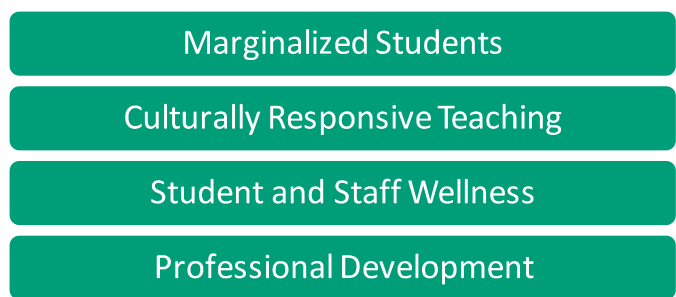 Marginalized Students
Culturally Responsive Teaching
Student and Staff Wellness
Professional Development